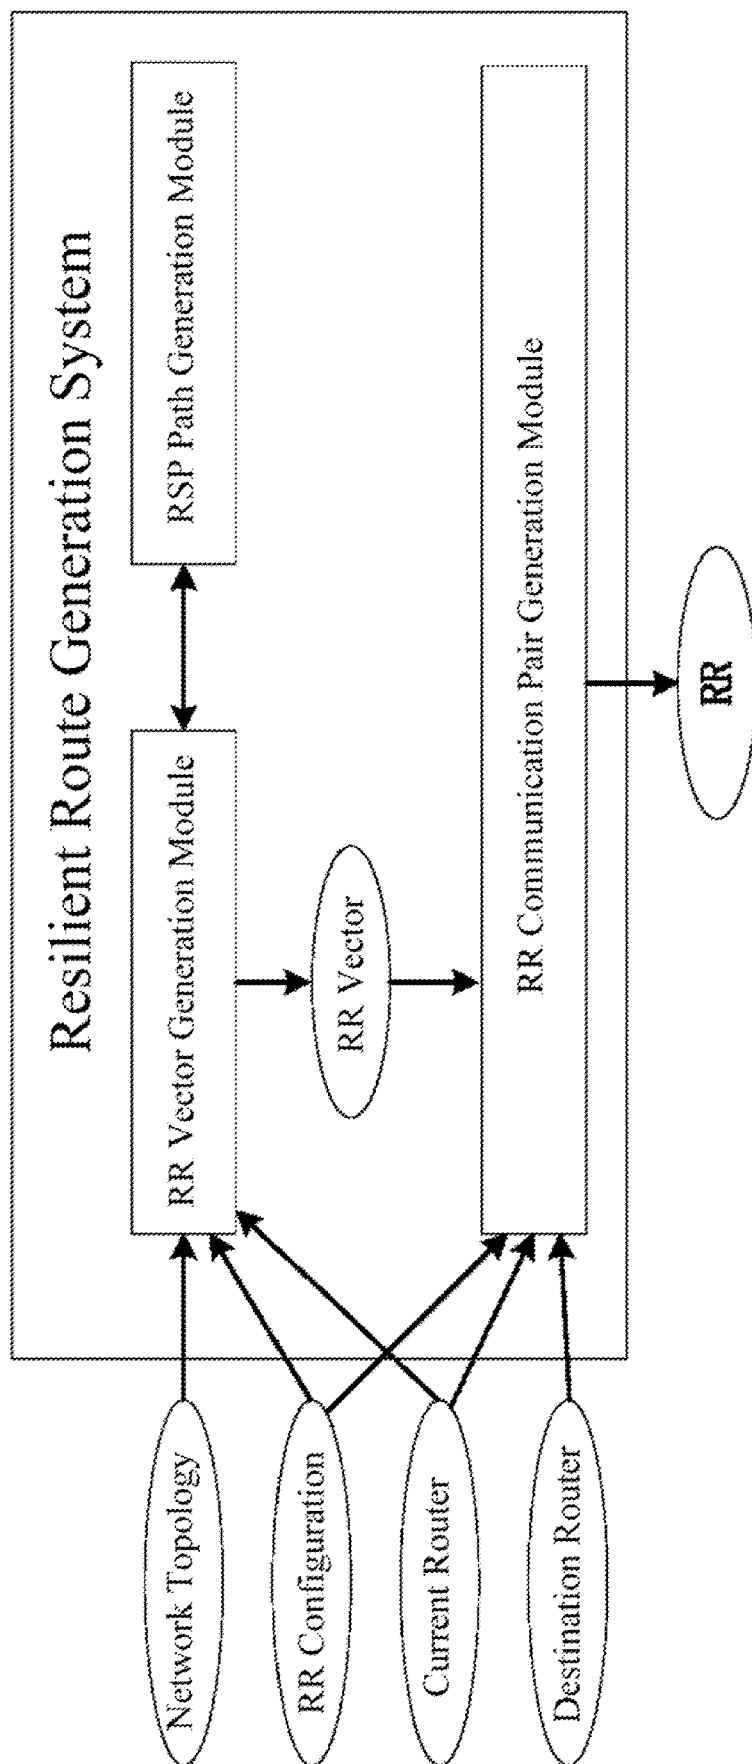 Resilient Route Generation System
Network Topology
RR Configuration
Current Router
Destination Router
RR Vector Generation Module
RSP Path Generation Module
RR Vector
RR Communication Pair Generation Module
RR